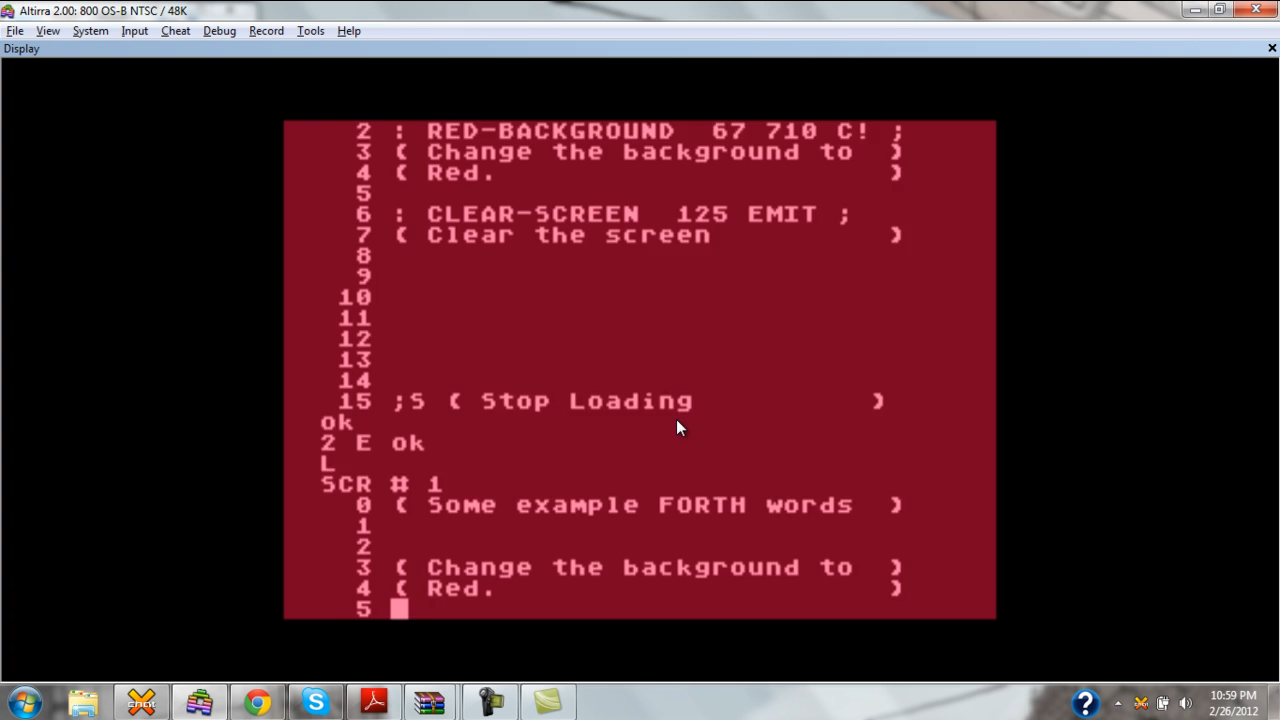 Altirra 2.00: 800 OS-B NTSC / 48K
File View System Input Cheat Debug Record Tools Help
Display
2 : RED-BACKGROUND 67 710 C! ;
3 ( Change the background to )
4 ( Red. )
5
6 : CLEAR-SCREEN 125 EMIT ;
7 ( Clear the screen )
8
9
10
11
12
13
14
15 ;S ( Stop Loading )
ok
2 E ok
L
SCR # 1
0 ( Some example FORTH words )
1
2
3 ( Change the background to )
4 ( Red. )
5
10:59 PM
2/26/2012